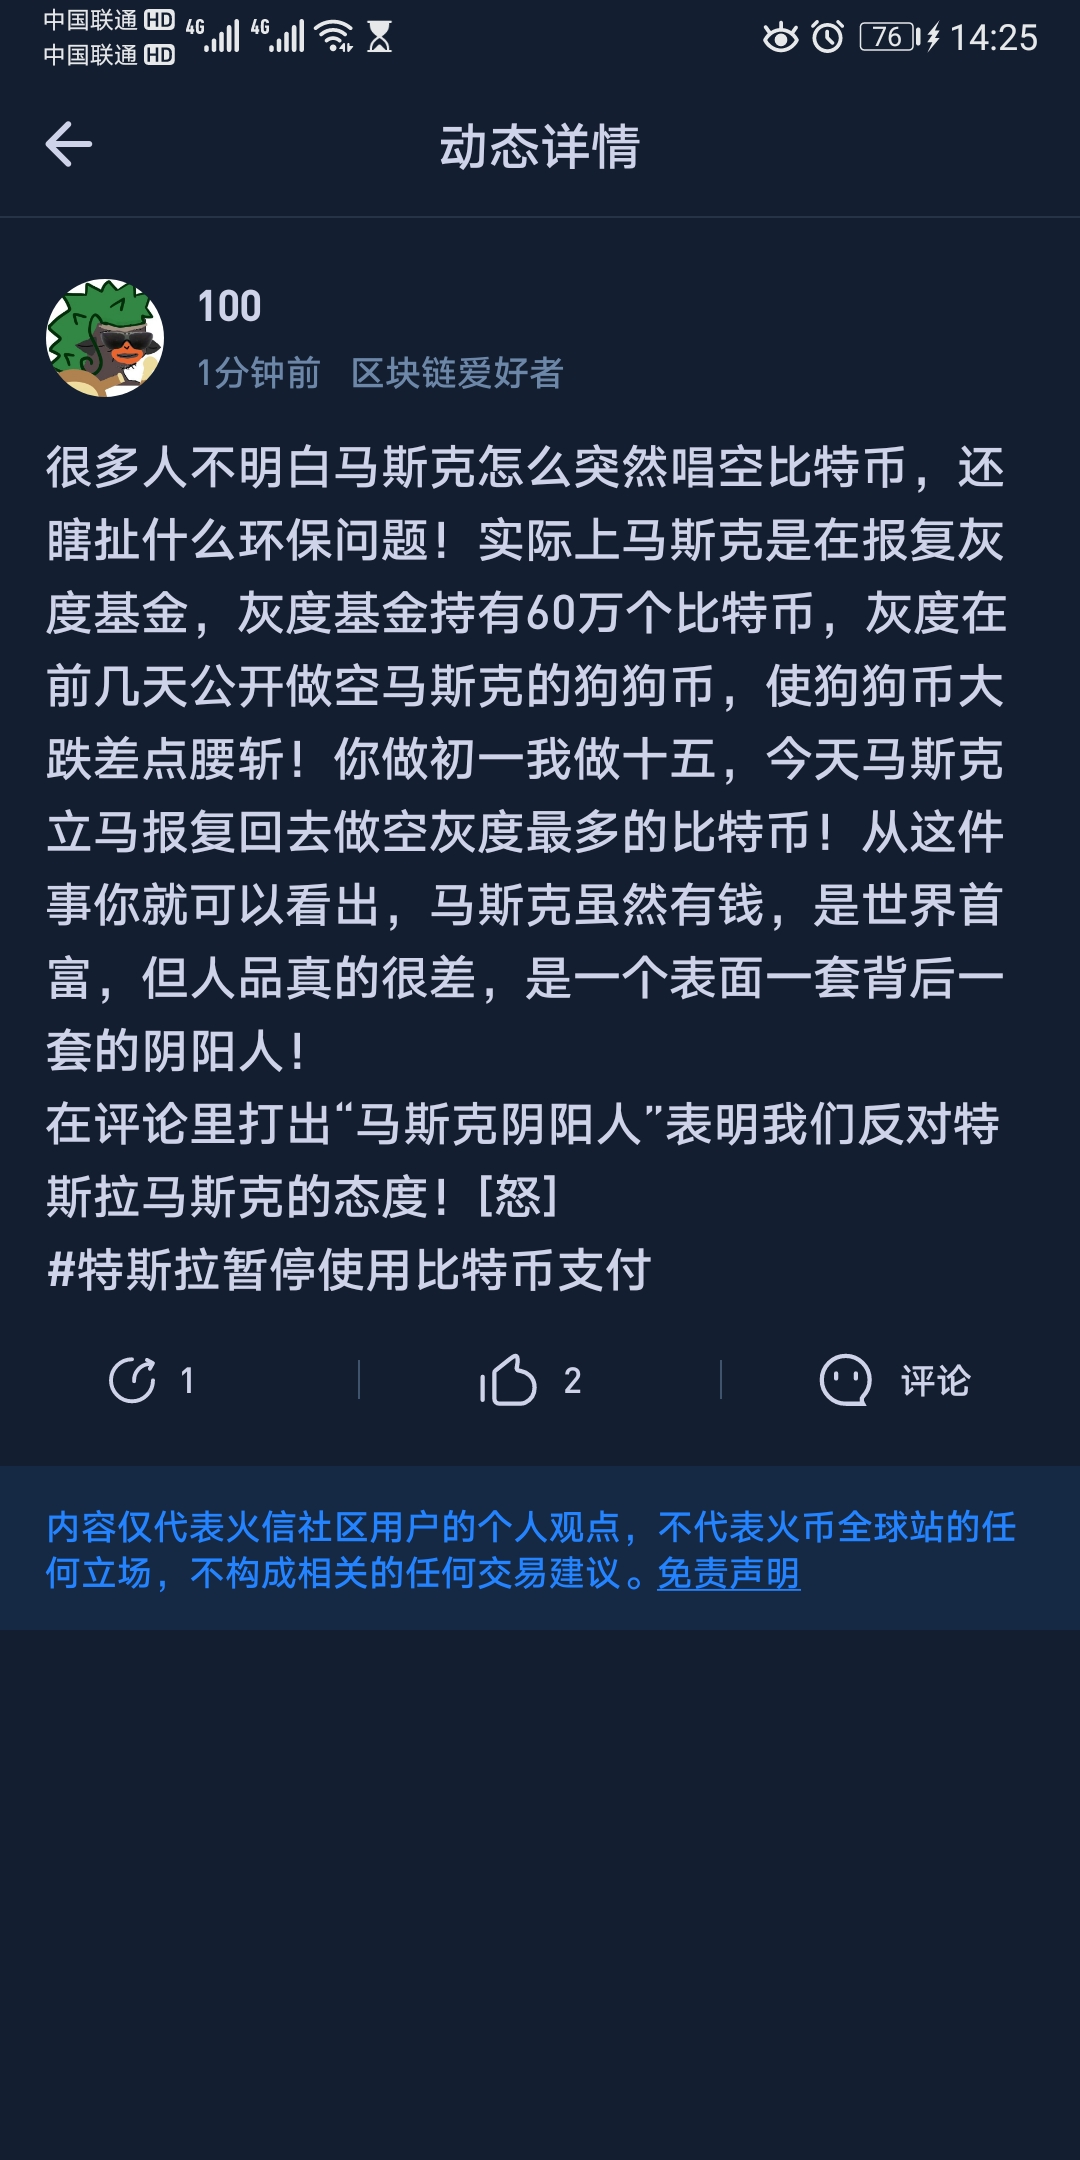 中国联通 HD 4G 4G 76 14:25
中国联通 HD
动态详情
100
1分钟前 区块链爱好者
很多人不明白马斯克怎么突然唱空比特币，还
瞎扯什么环保问题！实际上马斯克是在报复灰
度基金，灰度基金持有60万个比特币，灰度在
前几天公开做空马斯克的狗狗币，使狗狗币大
跌差点腰斩！你做初一我做十五，今天马斯克
立马报复回去做空灰度最多的比特币！从这件
事你就可以看出，马斯克虽然有钱，是世界首
富，但人品真的很差，是一个表面一套背后一
套的阴阳人！
在评论里打出“马斯克阴阳人”表明我们反对特
斯拉马斯克的态度！[怒]
#特斯拉暂停使用比特币支付
1 2 评论
内容仅代表火信社区用户的个人观点，不代表火币全球站的任
何立场，不构成相关的任何交易建议。免责声明